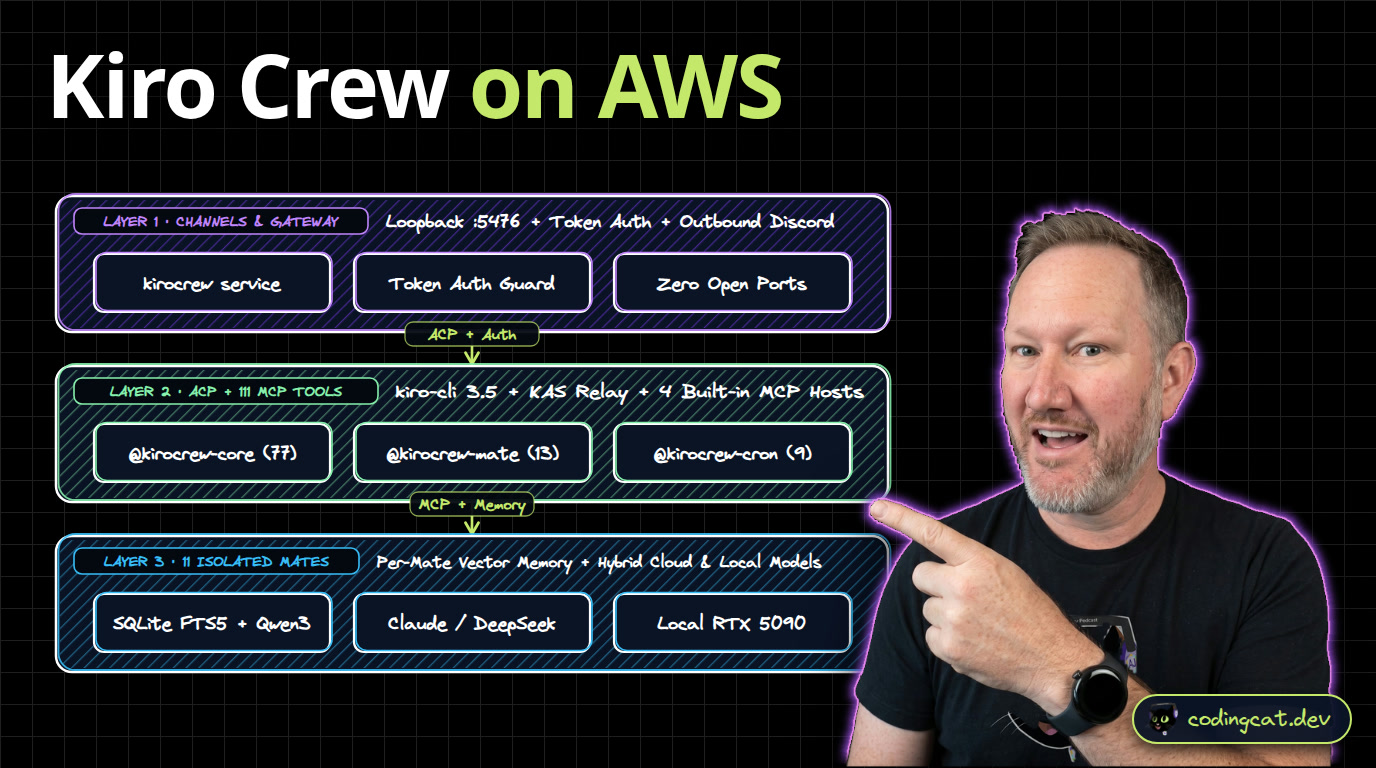 Kiro Crew on AWS
LAYER 1 · CHANNELS & GATEWAY
Loopback :5476 + Token Auth + Outbound Discord
kirocrew service
Token Auth Guard
Zero Open Ports
ACP + Auth
LAYER 2 · ACP + 111 MCP TOOLS
kiro-cli 3.5 + KAS Relay + 4 Built-in MCP Hosts
@kirocrew-core (77)
@kirocrew-mate (13)
@kirocrew-cron (9)
MCP + Memory
LAYER 3 · 11 ISOLATED MATES
Per-Mate Vector Memory + Hybrid Cloud & Local Models
SQLite FTS5 + Qwen3
Claude / DeepSeek
Local RTX 5090
codingcat.dev